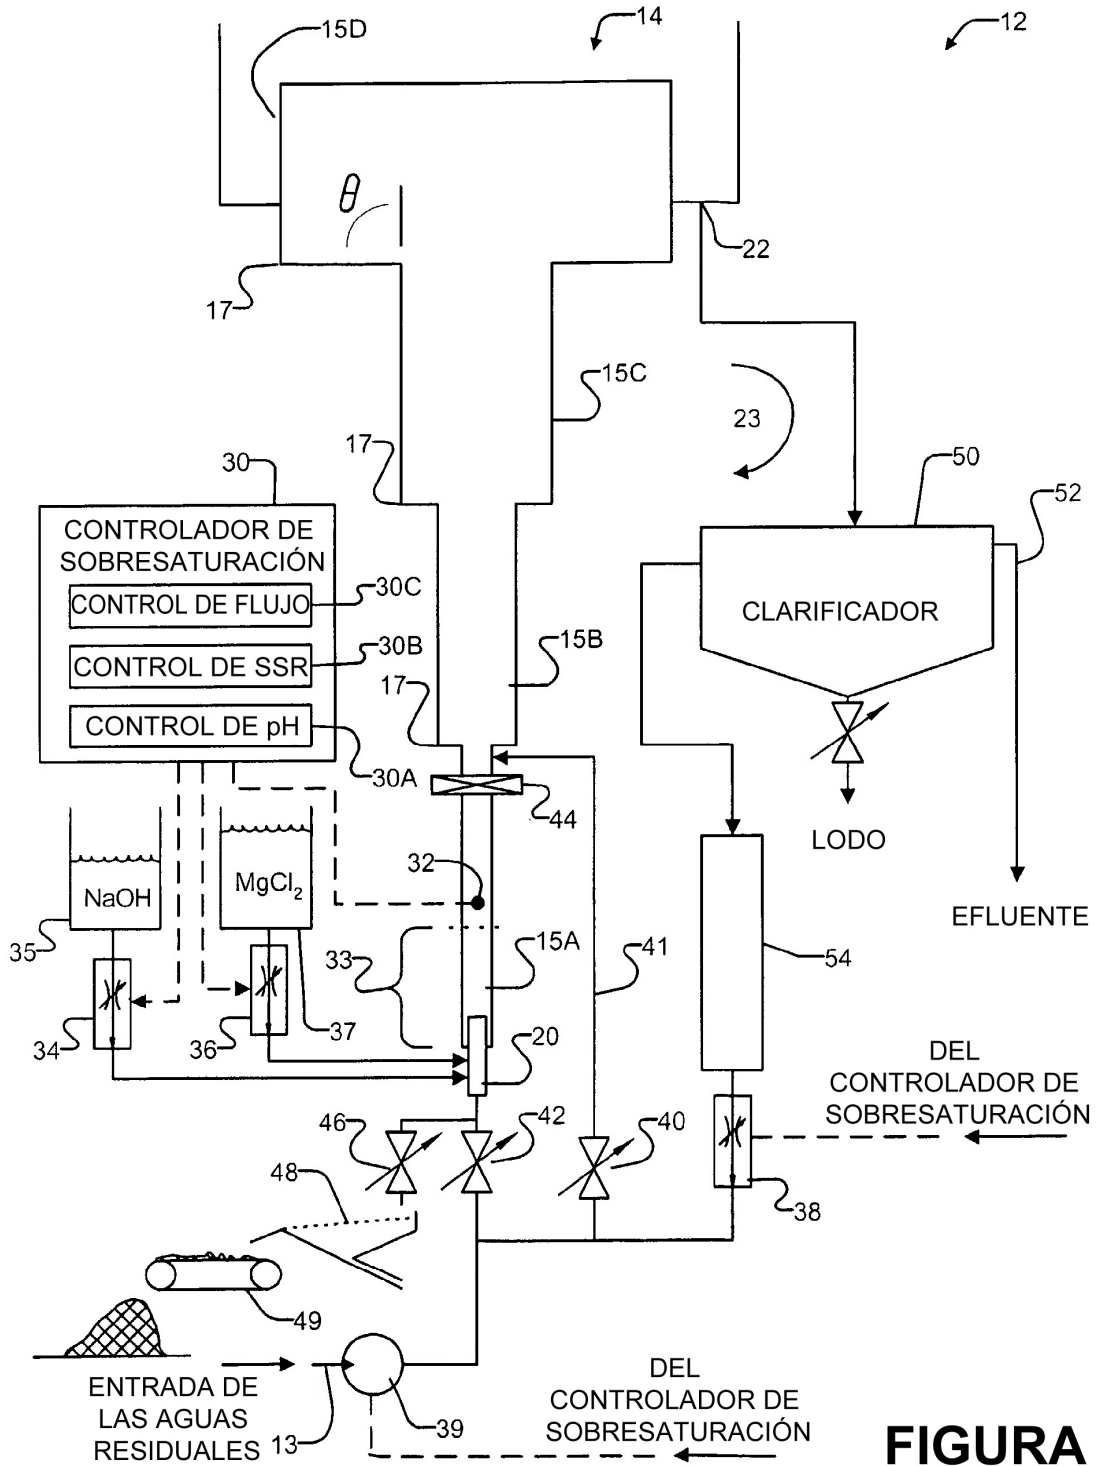 15D
14
12
θ
22
17
15C
23
17
30
50
52
CONTROLADOR DE
SOBRESATURACIÓN
CONTROL DE FLUJO
30C
CLARIFICADOR
CONTROL DE SSR
30B
15B
17
CONTROL DE pH
30A
44
LODO
32
NaOH
MgCl2
EFLUENTE
35
33
15A
41
54
34
36
37
20
DEL
CONTROLADOR DE
SOBRESATURACIÓN
46
42
40
48
38
49
ENTRADA DE
LAS AGUAS
RESIDUALES
13
39
DEL
CONTROLADOR DE
SOBRESATURACIÓN
FIGURA